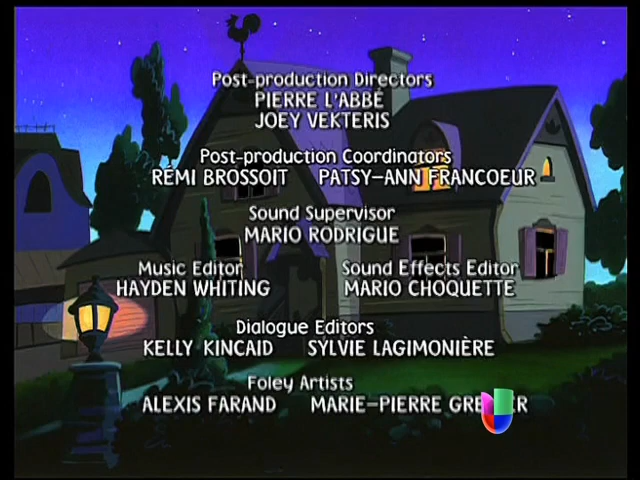 Post-production Directors
PIERRE L'ABBÉ
JOEY VEKTERIS
Post-production Coordinators
RÉMI BROSSOIT PATSY-ANN FRANCOEUR
Sound Supervisor
MARIO RODRIGUE
Music Editor Sound Effects Editor
HAYDEN WHITING MARIO CHOQUETTE
Dialogue Editors
KELLY KINCAID SYLVIE LAGIMONIÈRE
Foley Artists
ALEXIS FARAND MARIE-PIERRE